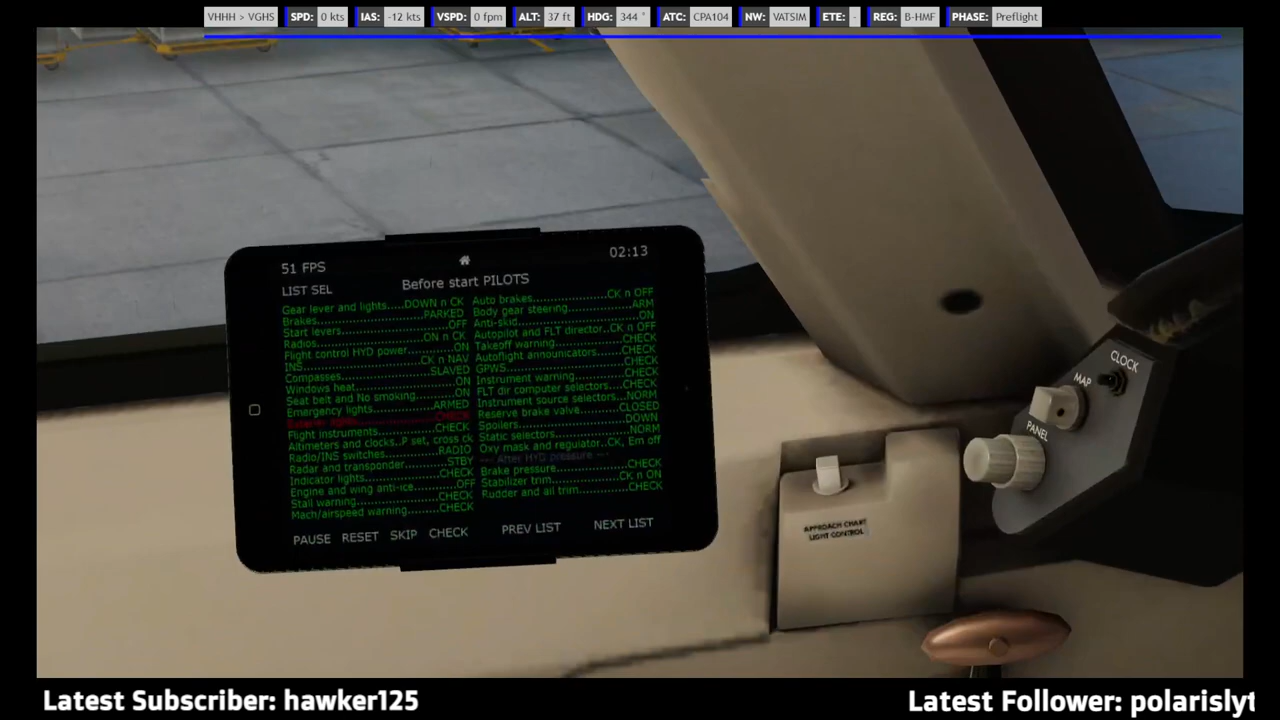 VHHH > VGHS SPD: 0 kts IAS: -12 kts VSPD: 0 fpm ALT: 37 ft HDG: 344 ° ATC: CPA104 NW: VATSIM ETE: - REG: B-HMF PHASE: Preflight
51 FPS 02:13
LIST SEL Before start PILOTS
Gear lever and lights.....DOWN n CK
Brakes..............................PARKED
Start levers...........................OFF
Radios............................ON n CK
Flight control HYD power...........ON
INS..............................CK n NAV
Compasses.......................SLAVED
Windows heat.........................ON
Seat belt and No smoking..........ON
Emergency lights...............ARMED
Exterior lights...................CHECK
Flight instruments...............CHECK
Altimeters and clocks..P set, cross ck
Radio/INS switches............RADIO
Radar and transponder..........STBY
Indicator lights..................CHECK
Engine and wing anti-ice.........OFF
Stall warning.....................CHECK
Mach/airspeed warning.........CHECK
Auto brakes.................CK n OFF
Body gear steering..............ARM
Anti-skid............................ON
Autopilot and FLT director..CK n OFF
Takeoff warning...............CHECK
Autoflight announicators.....CHECK
GPWS............................CHECK
Instrument warning...........CHECK
FLT dir computer selectors...CHECK
Instrument source selectors...NORM
Reserve brake valve.........CLOSED
Spoilers..........................DOWN
Static selectors.................NORM
Oxy mask and regulator..CK, Em off
--- After HYD pressure ---
Brake pressure.................CHECK
Stabilizer trim................CK n ON
Rudder and ail trim............CHECK
PAUSE RESET SKIP CHECK PREV LIST NEXT LIST
CLOCK
MAP
PANEL
APPROACH CHART
LIGHT CONTROL
Latest Subscriber: hawker125
Latest Follower: polarislyt